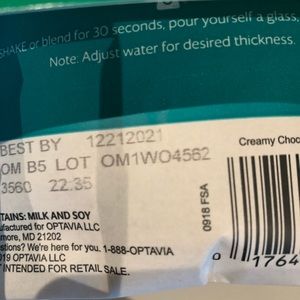 SHAKE or blend for 30 seconds, pour yourself a glass
Note: Adjust water for desired thickness.
BEST BY 12212021
OM B5 LOT OM1WO4562
3560 22:35
Creamy Choc
TAINS: MILK AND SOY
ufactured for OPTAVIA LLC
more, MD 21202
stions? We're here for you. 1-888-OPTAVIA
019 OPTAVIA LLC
T INTENDED FOR RETAIL SALE.
0918 FSA
0 1764